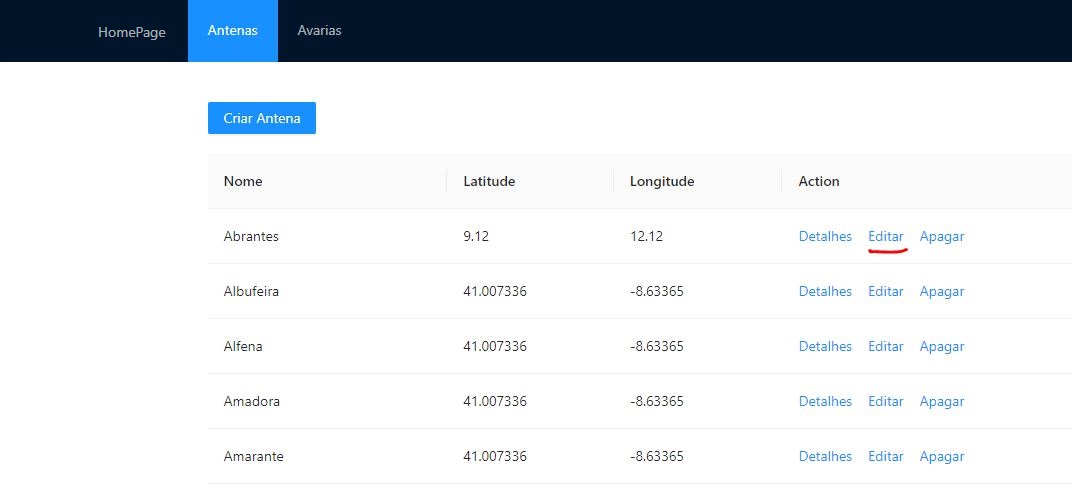 HomePage Antenas Avarias
Criar Antena
Nome Latitude Longitude Action
Abrantes 9.12 12.12 Detalhes Editar Apagar
Albufeira 41.007336 -8.63365 Detalhes Editar Apagar
Alfena 41.007336 -8.63365 Detalhes Editar Apagar
Amadora 41.007336 -8.63365 Detalhes Editar Apagar
Amarante 41.007336 -8.63365 Detalhes Editar Apagar